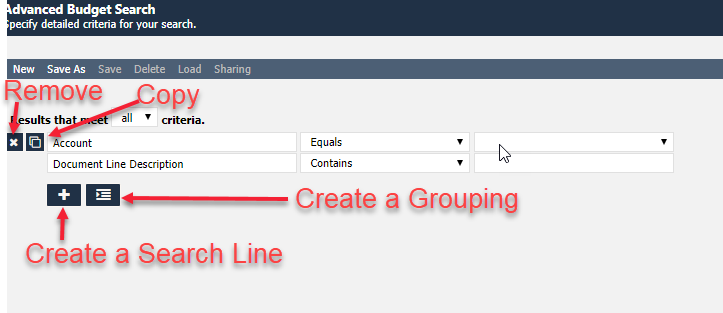 Advanced Budget Search
Specify detailed criteria for your search.
New Save As Save Delete Load Sharing
Remove Copy
Results that meet all criteria.
Account Equals
Document Line Description Contains
Create a Grouping
Create a Search Line